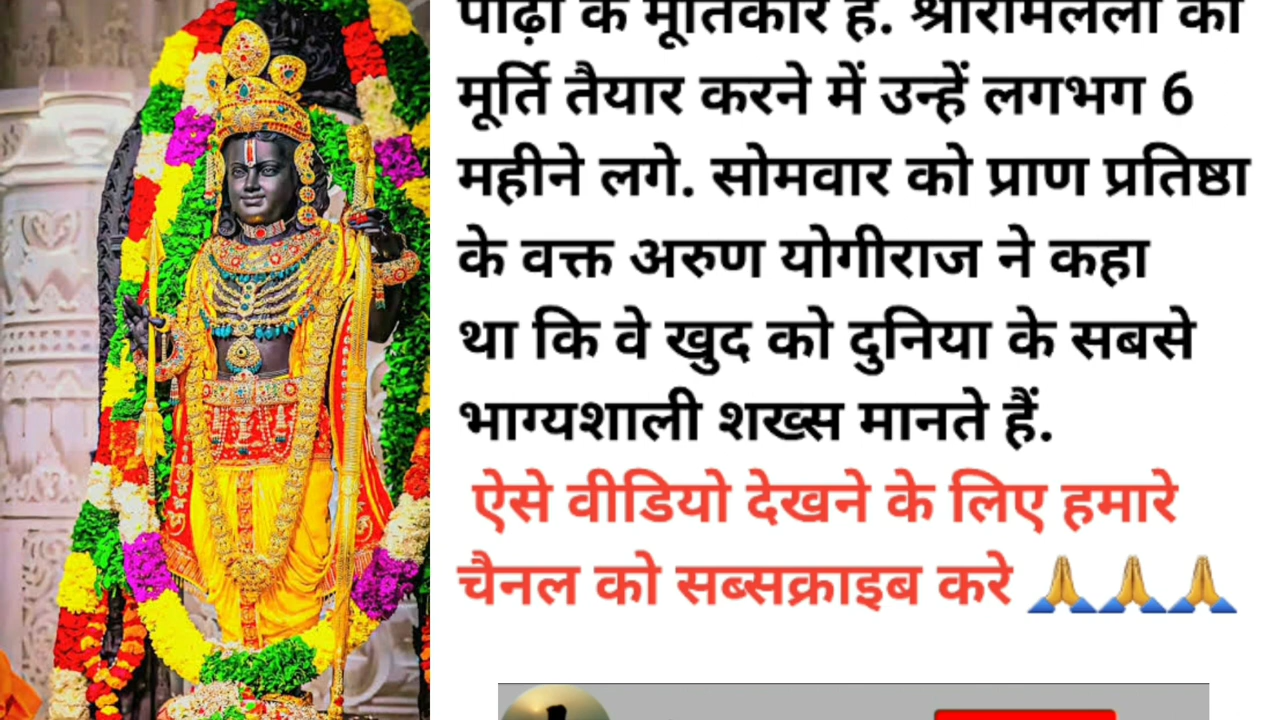 पीढ़ी के मूर्तिकार हैं. श्रीरामलला की
मूर्ति तैयार करने में उन्हें लगभग 6
महीने लगे. सोमवार को प्राण प्रतिष्ठा
के वक्त अरुण योगीराज ने कहा
था कि वे खुद को दुनिया के सबसे
भाग्यशाली शख्स मानते हैं.
ऐसे वीडियो देखने के लिए हमारे
चैनल को सब्सक्राइब करे 🙏🙏🙏